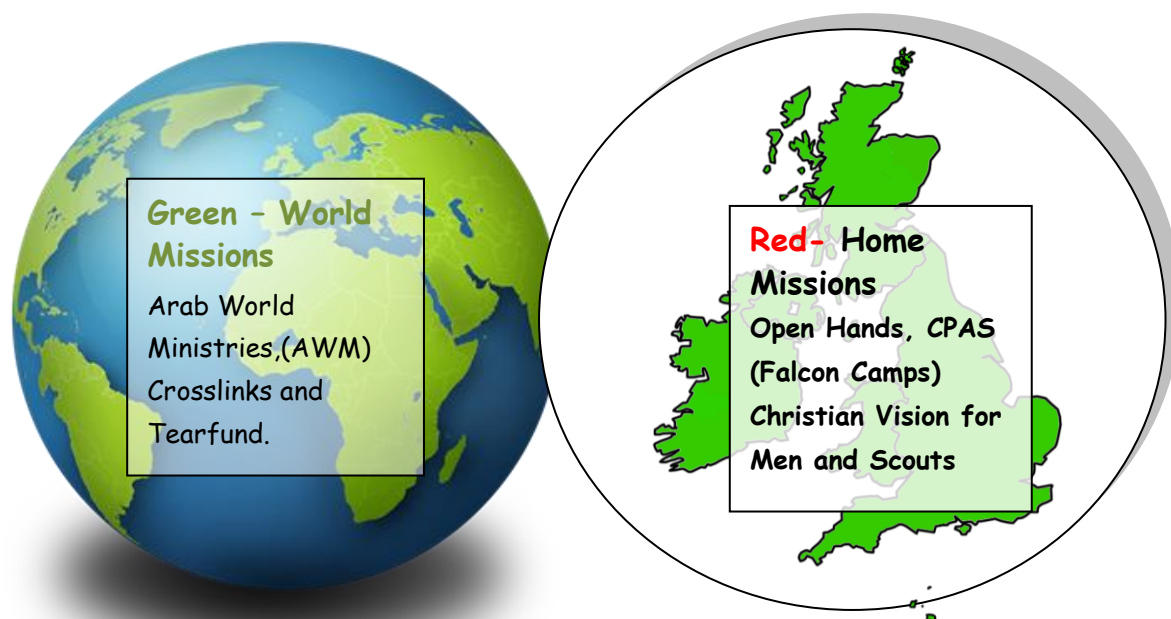 Green - World
Missions
Arab World
Ministries,(AWM)
Crosslinks and
Tearfund.
Red- Home
Missions
Open Hands, CPAS
(Falcon Camps)
Christian Vision for
Men and Scouts